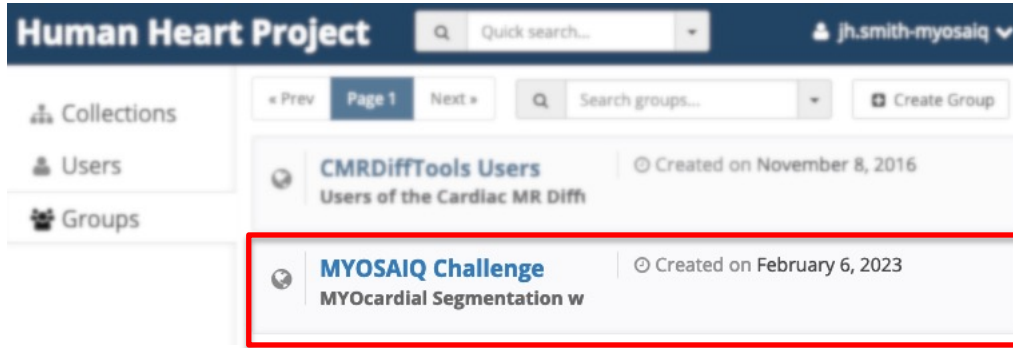 Human Heart Project
Quick search...
jh.smith-myosaiq
Collections
Users
Groups
« Prev
Page 1
Next »
Search groups...
Create Group
CMRDiffTools Users
Created on November 8, 2016
Users of the Cardiac MR Diff
MYOSAIQ Challenge
Created on February 6, 2023
MYOcardial Segmentation w